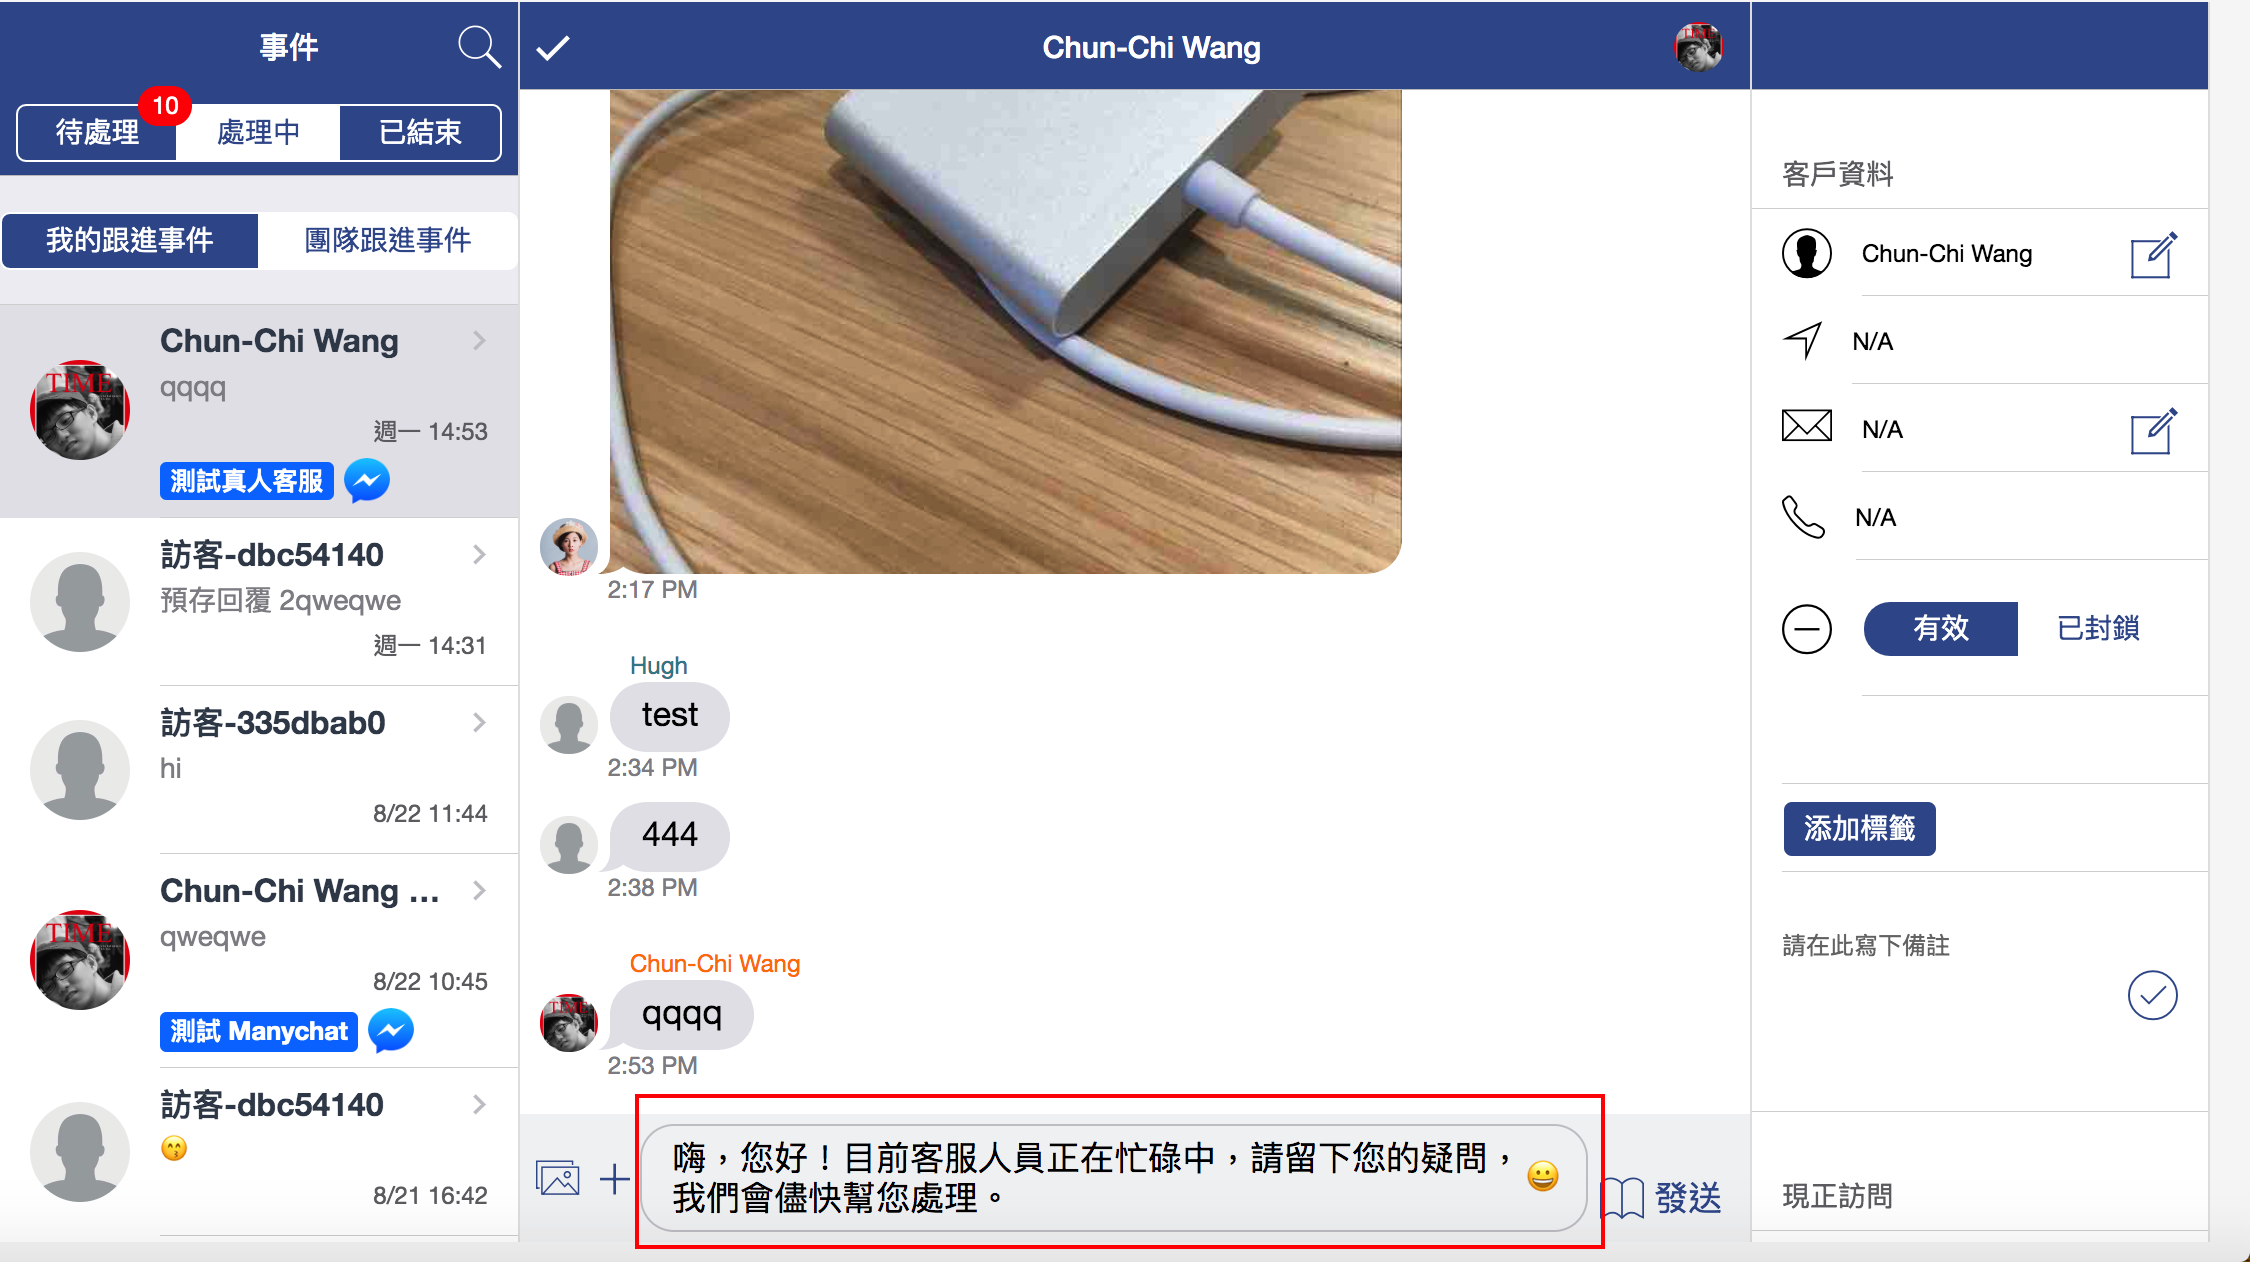 事件
10
待處理
處理中
已結束
我的跟進事件
團隊跟進事件
Chun-Chi Wang
qqqq
週一 14:53
測試真人客服
訪客-dbc54140
預存回覆 2qweqwe
週一 14:31
訪客-335dbab0
hi
8/22 11:44
Chun-Chi Wang ...
qweqwe
8/22 10:45
測試 Manychat
訪客-dbc54140
😙
8/21 16:42
Chun-Chi Wang
2:17 PM
Hugh
test
2:34 PM
444
2:38 PM
Chun-Chi Wang
qqqq
2:53 PM
嗨，您好！目前客服人員正在忙碌中，請留下您的疑問，
我們會儘快幫您處理。
😀
發送
客戶資料
Chun-Chi Wang
N/A
N/A
N/A
有效
已封鎖
添加標籤
請在此寫下備註
現正訪問
TIME
TIME
TIME